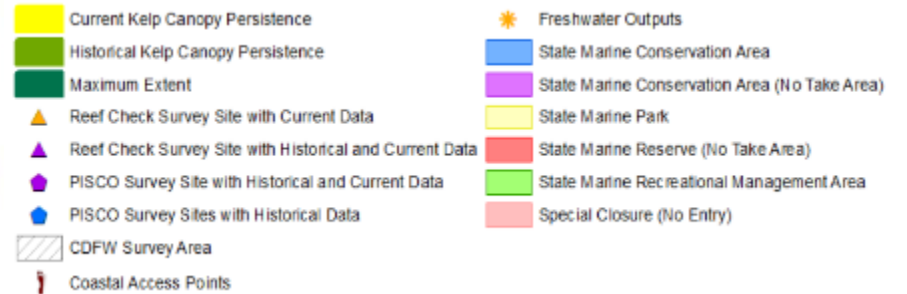 Current Kelp Canopy Persistence
Historical Kelp Canopy Persistence
Maximum Extent
Reef Check Survey Site with Current Data
Reef Check Survey Site with Historical and Current Data
PISCO Survey Site with Historical and Current Data
PISCO Survey Sites with Historical Data
CDFW Survey Area
Coastal Access Points
Freshwater Outputs
State Marine Conservation Area
State Marine Conservation Area (No Take Area)
State Marine Park
State Marine Reserve (No Take Area)
State Marine Recreational Management Area
Special Closure (No Entry)